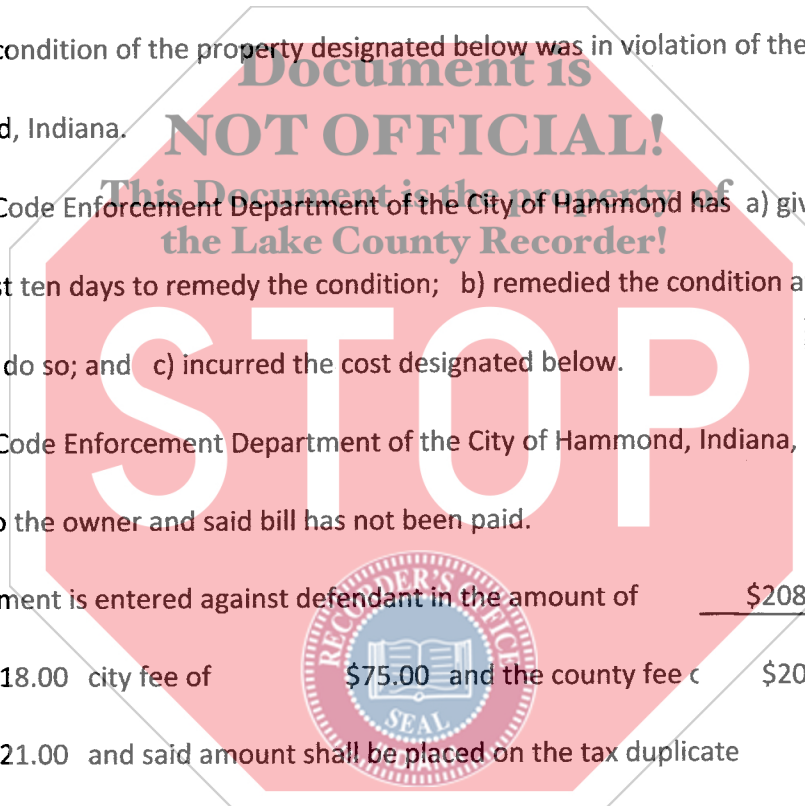 condition of the property designated below was in violation of the
Document is
d, Indiana.
NOT OFFICIAL!
This Document is the property of
Code Enforcement Department of the City of Hammond has a) giv
the Lake County Recorder!
st ten days to remedy the condition; b) remedied the condition a
STOP
do so; and c) incurred the cost designated below.
Code Enforcement Department of the City of Hammond, Indiana,
o the owner and said bill has not been paid.
ment is entered against defendant in the amount of $208
RECORDER'S OFFICE
18.00 city fee of $75.00 and the county fee $20
SEAL
21.00 and said amount shall be placed on the tax duplicate
INDIANA